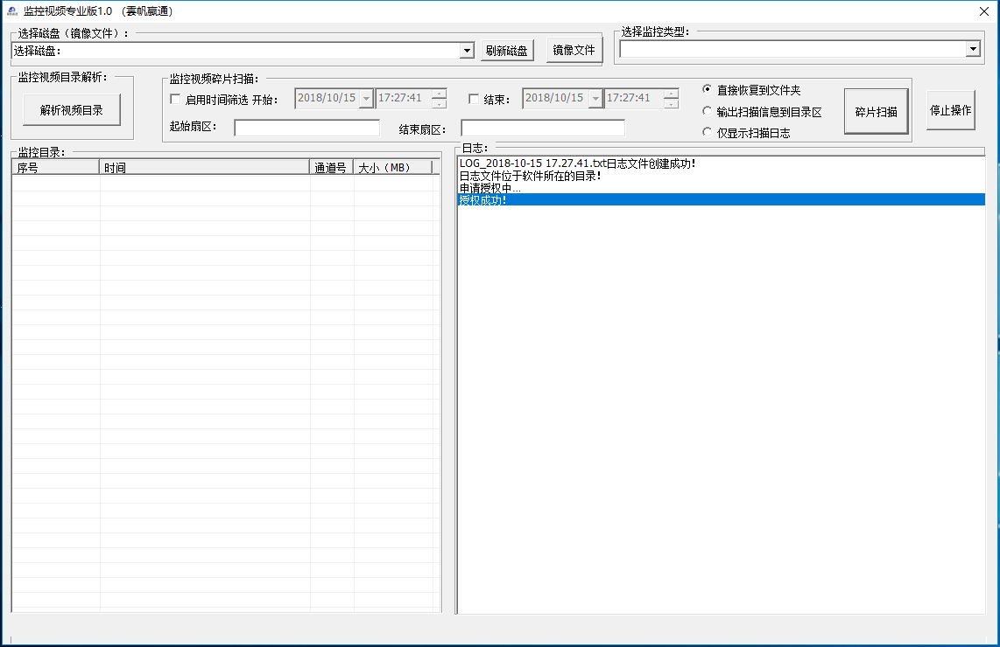 监控视频专业版1.0 （雲帆赢通）
选择磁盘（镜像文件）：
选择磁盘：
刷新磁盘
镜像文件
选择监控类型：
监控视频目录解析：
解析视频目录
监控视频碎片扫描：
启用时间筛选 开始：
2018/10/15
17:27:41
结束：
2018/10/15
17:27:41
起始扇区：
结束扇区：
直接恢复到文件夹
输出扫描信息到目录区
仅显示扫描日志
碎片扫描
停止操作
监控目录：
序号 时间 通道号 大小（MB）
日志：
LOG_2018-10-15 17.27.41.txt日志文件创建成功！
日志文件位于软件所在的目录！
申请授权中...
授权成功！